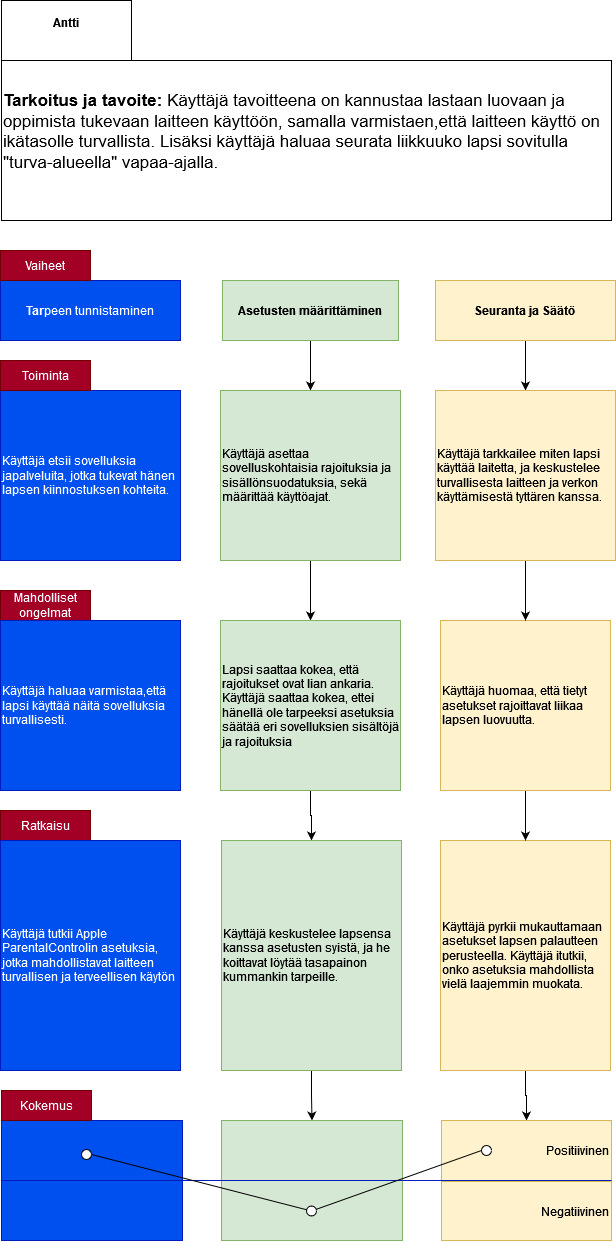 Antti
Tarkoitus ja tavoite: Käyttäjä tavoitteena on kannustaa lastaan luovaan ja
oppimista tukevaan laitteen käyttöön, samalla varmistaen,että laitteen käyttö on
ikätasolle turvallista. Lisäksi käyttäjä haluaa seurata liikkuuko lapsi sovitulla
"turva-alueella" vapaa-ajalla.
Vaiheet
Tarpeen tunnistaminen
Asetusten määrittäminen
Seuranta ja Säätö
Toiminta
Käyttäjä etsii sovelluksia
japalveluita, jotka tukevat hänen
lapsen kiinnostuksen kohteita.
Käyttäjä asettaa
sovelluskohtaisia rajoituksia ja
sisällönsuodatuksia, sekä
määrittää käyttöajat.
Käyttäjä tarkkailee miten lapsi
käyttää laitetta, ja keskustelee
turvallisesta laitteen ja verkon
käyttämisestä tyttären kanssa.
Mahdolliset
ongelmat
Käyttäjä haluaa varmistaa,että
lapsi käyttää näitä sovelluksia
turvallisesti.
Lapsi saattaa kokea, että
rajoitukset ovat lian ankaria.
Käyttäjä saattaa kokea, ettei
hänellä ole tarpeeksi asetuksia
säätää eri sovelluksien sisältöjä
ja rajoituksia
Käyttäjä huomaa, että tietyt
asetukset rajoittavat liikaa
lapsen luovuutta.
Ratkaisu
Käyttäjä tutkii Apple
ParentalControlin asetuksia,
jotka mahdollistavat laitteen
turvallisen ja terveellisen käytön
Käyttäjä keskustelee lapsensa
kanssa asetusten syistä, ja he
koittavat löytää tasapainon
kummankin tarpeille.
Käyttäjä pyrkii mukauttamaan
asetukset lapsen palautteen
perusteella. Käyttäjä itutkii,
onko asetuksia mahdollista
vielä laajemmin muokata.
Kokemus
Positiivinen
Negatiivinen